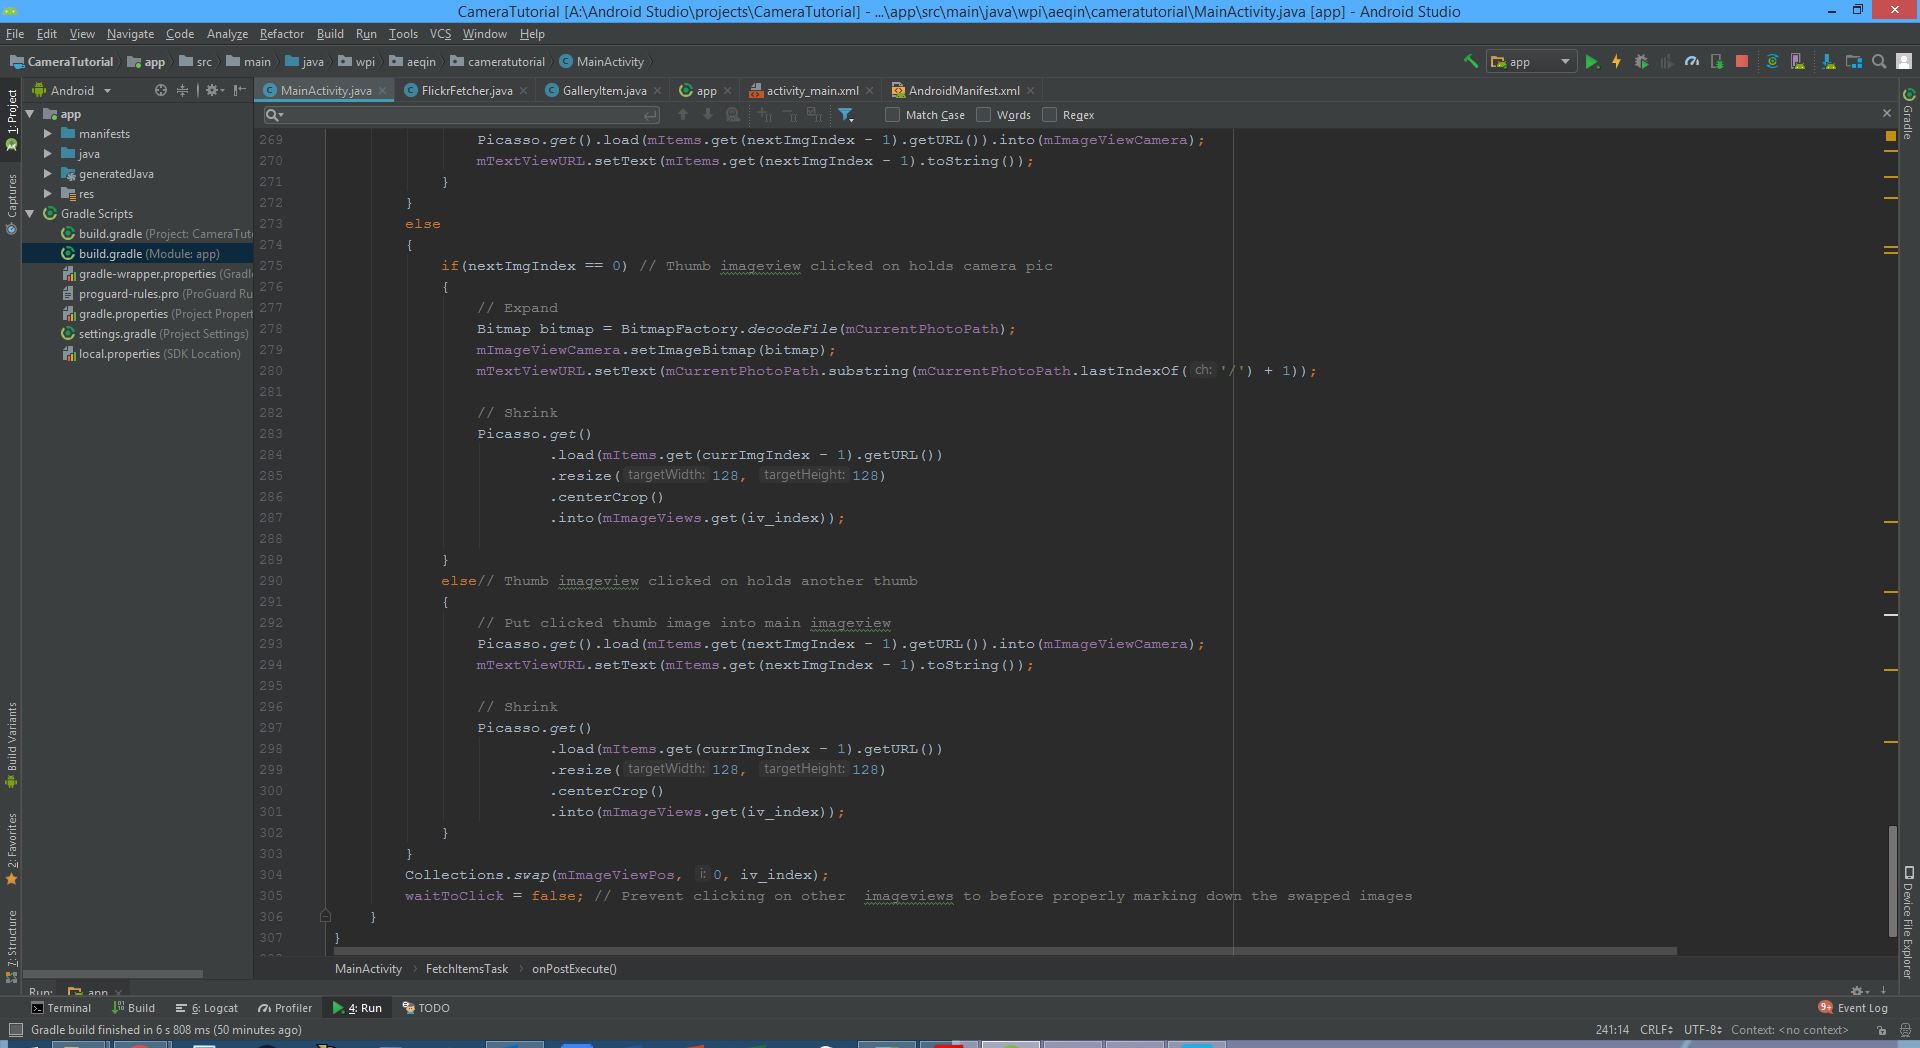 CameraTutorial [A:\Android Studio\projects\CameraTutorial] - ...\app\src\main\java\wpi\aeqin\cameratutorial\MainActivity.java [app] - Android Studio
File Edit View Navigate Code Analyze Refactor Build Run Tools VCS Window Help
CameraTutorial app src main java wpi aeqin cameratutorial MainActivity app
Android MainActivity.java FlickrFetcher.java GalleryItem.java app activity_main.xml AndroidManifest.xml
Match Case Words Regex
1: Project
Captures
Build Variants
2: Favorites
7: Structure
app
manifests
java
generatedJava
res
Gradle Scripts
build.gradle (Project: CameraTut
build.gradle (Module: app)
gradle-wrapper.properties (Gradl
proguard-rules.pro (ProGuard Ru
gradle.properties (Project Propert
settings.gradle (Project Settings)
local.properties (SDK Location)
269 Picasso.get().load(mItems.get(nextImgIndex - 1).getURL()).into(mImageViewCamera);
270 mTextViewURL.setText(mItems.get(nextImgIndex - 1).toString());
271 }
272 }
273 else
274 {
275 if(nextImgIndex == 0) // Thumb imageview clicked on holds camera pic
276 {
277 // Expand
278 Bitmap bitmap = BitmapFactory.decodeFile(mCurrentPhotoPath);
279 mImageViewCamera.setImageBitmap(bitmap);
280 mTextViewURL.setText(mCurrentPhotoPath.substring(mCurrentPhotoPath.lastIndexOf( ch: '/') + 1));
281
282 // Shrink
283 Picasso.get()
284 .load(mItems.get(currImgIndex - 1).getURL())
285 .resize( targetWidth: 128, targetHeight: 128)
286 .centerCrop()
287 .into(mImageViews.get(iv_index));
288
289 }
290 else// Thumb imageview clicked on holds another thumb
291 {
292 // Put clicked thumb image into main imageview
293 Picasso.get().load(mItems.get(nextImgIndex - 1).getURL()).into(mImageViewCamera);
294 mTextViewURL.setText(mItems.get(nextImgIndex - 1).toString());
295
296 // Shrink
297 Picasso.get()
298 .load(mItems.get(currImgIndex - 1).getURL())
299 .resize( targetWidth: 128, targetHeight: 128)
300 .centerCrop()
301 .into(mImageViews.get(iv_index));
302 }
303 }
304 Collections.swap(mImageViewPos, i: 0, iv_index);
305 waitToClick = false; // Prevent clicking on other  imageviews to before properly marking down the swapped images
306 }
307 }
Gradle
Device File Explorer
MainActivity FetchItemsTask onPostExecute()
Run: app
Terminal Build 6: Logcat Profiler 4: Run TODO 9+ Event Log
Gradle build finished in 6 s 808 ms (50 minutes ago) 241:14 CRLF UTF-8 Context: <no context>